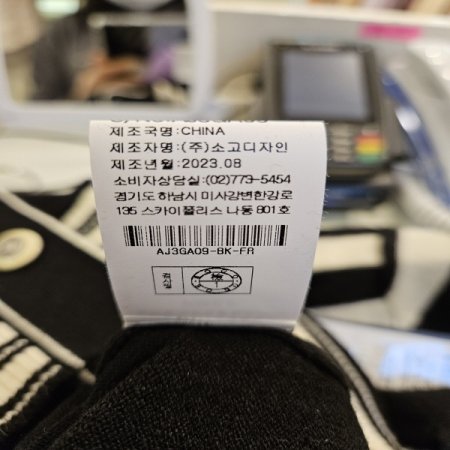 제조국명:CHINA
제조자명:(주)소고디자인
제조년월:2023.08
소비자상담실:(02)773-5454
경기도 하남시 미사강변한강로
135 스카이폴리스 나동 801호
AJ3GA09-BK-FR